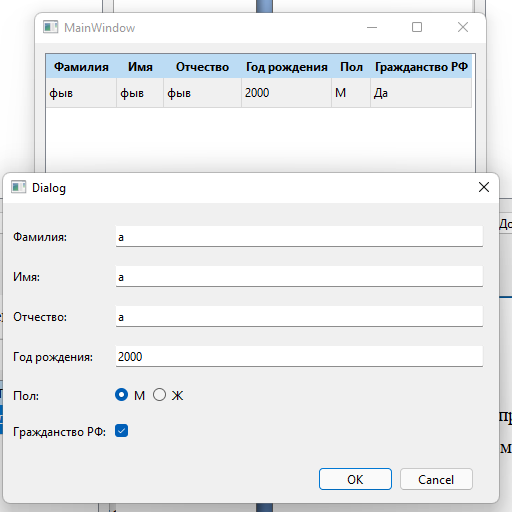 MainWindow
Фамилия Имя Отчество Год рождения Пол Гражданство РФ
фыв фыв фыв 2000 М Да
Dialog
Фамилия: а
Имя: а
Отчество: а
Год рождения: 2000
Пол: М Ж
Гражданство РФ:
OK Cancel